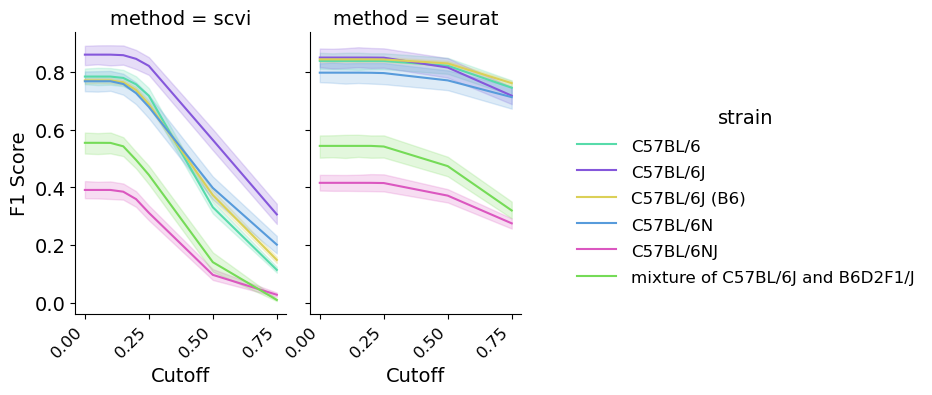 method = scvi
method = seurat
F1 Score
0.8
0.6
0.4
0.2
0.0
0.00
0.25
0.50
0.75
Cutoff
0.00
0.25
0.50
0.75
Cutoff
strain
C57BL/6
C57BL/6J
C57BL/6J (B6)
C57BL/6N
C57BL/6NJ
mixture of C57BL/6J and B6D2F1/J